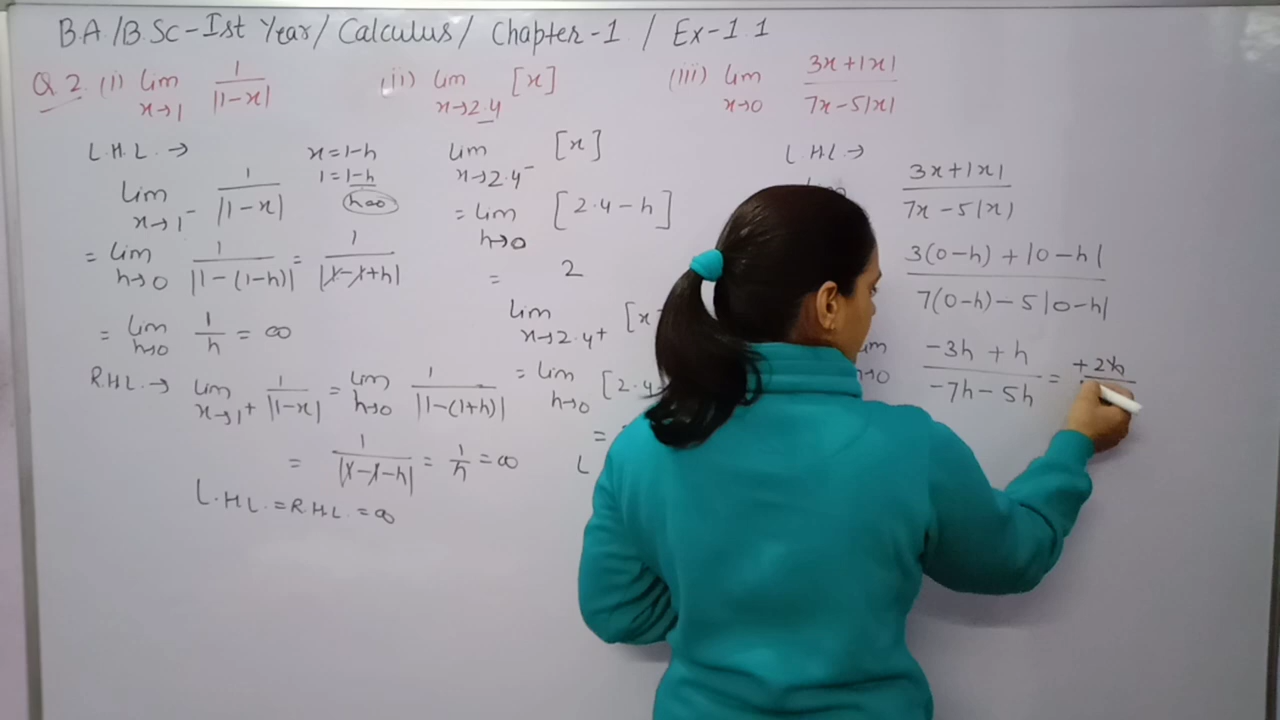 B.A./B.Sc-Ist Year/ Calculus/ Chapter-1 / Ex-1.1
Q.2. (i) lim x→1 1/|1-x| (ii) lim x→2.4 [x] (iii) lim x→0 3x+|x| / 7x-5|x|
L.H.L. →
lim x→1⁻ 1/|1-x|
x=1-h
1=1-h
h=0
= lim h→0 1/|1-(1-h)| = 1/|1-1+h|
= lim h→0 1/h = ∞
R.H.L. → lim x→1+ 1/|1-x| = lim h→0 1/|1-(1+h)|
= 1/|1-1-h| = 1/h = ∞
L.H.L. = R.H.L. = ∞
lim x→2.4⁻ [x]
= lim h→0 [2.4-h]
= 2
lim x→2.4+ [x
= lim h→0 [2.4
=
L
L.H.L →
3x+|x| / 7x-5|x|
3(0-h)+|0-h| / 7(0-h)-5|0-h|
im h→0 -3h+h / -7h-5h = +2h